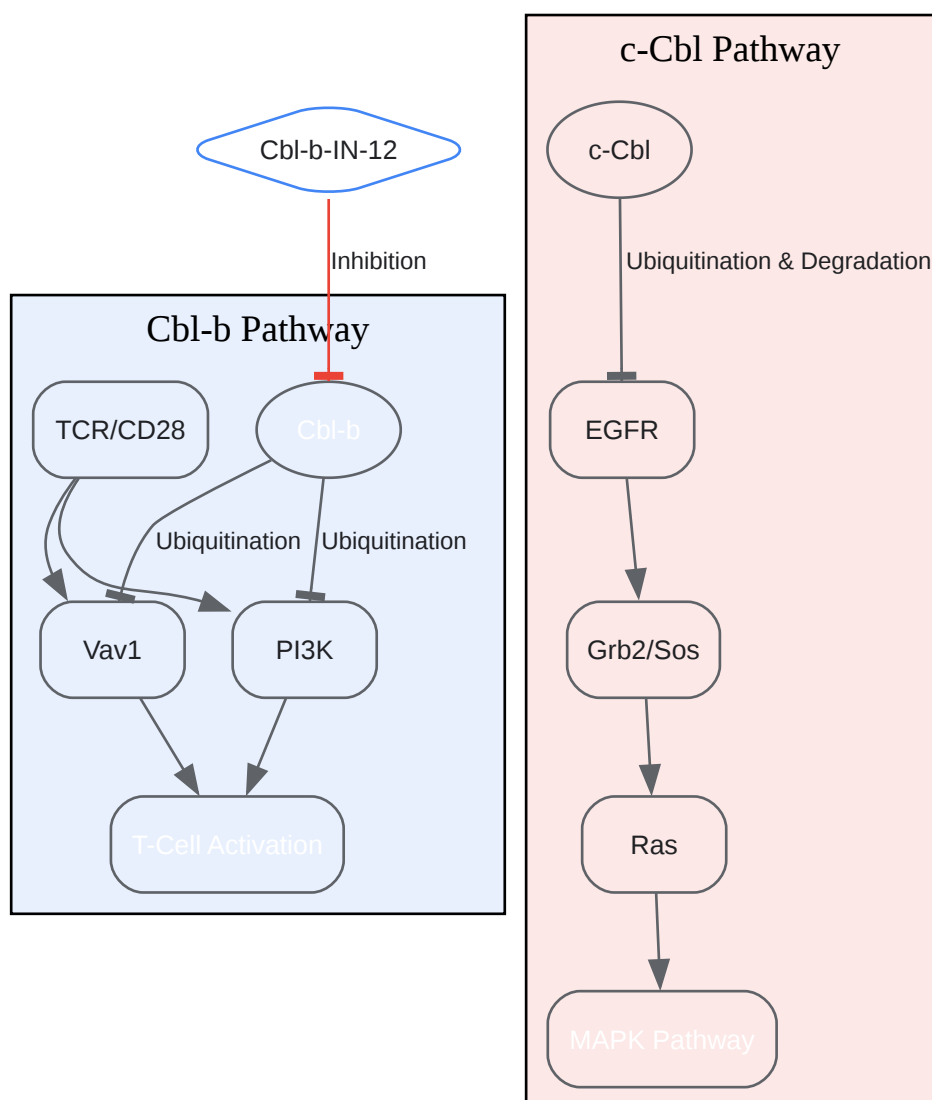 c-Cbl Pathway
Cbl-b-IN-12
c-Cbl
Inhibition
Ubiquitination & Degradation
Cbl-b Pathway
TCR/CD28
Cbl-b
EGFR
Ubiquitination
Ubiquitination
Vav1
PI3K
Grb2/Sos
T-Cell Activation
Ras
MAPK Pathway